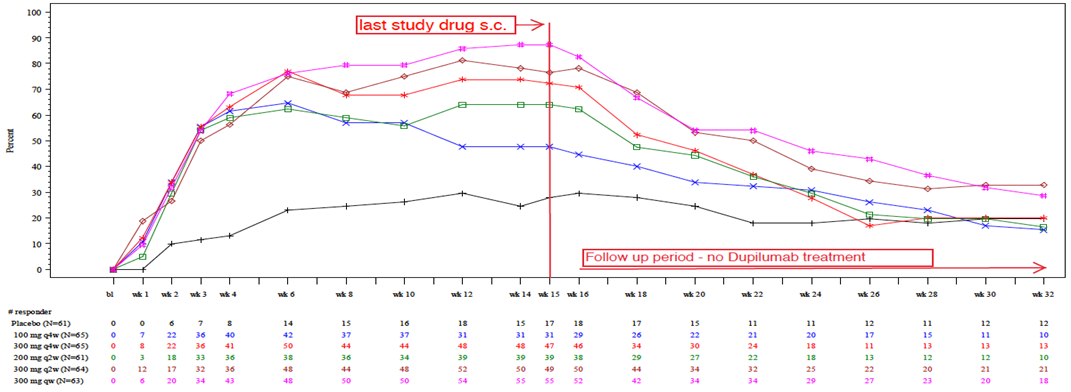 last study drug s.c.
100
90
80
70
60
50
40
30
20
10
0
Percent
Follow up period - no Dupilumab treatment
bl wk 1 wk 2 wk 3 wk 4 wk 6 wk 8 wk 10 wk 12 wk 14 wk 15 wk 16 wk 18 wk 20 wk 22 wk 24 wk 26 wk 28 wk 30 wk 32
# responder
Placebo (N=61) 0 0 6 7 8 14 15 16 18 15 17 18 17 15 11 11 12 11 12 12
100 mg q4w (N=65) 0 7 22 36 40 42 37 37 31 31 31 29 26 22 21 20 17 15 11 10
300 mg q4w (N=65) 0 8 22 36 41 50 44 44 48 48 47 46 34 30 24 18 11 13 13 13
200 mg q2w (N=61) 0 3 18 33 36 38 36 34 39 39 39 38 29 27 22 18 13 12 12 10
300 mg q2w (N=64) 0 12 17 32 36 48 44 48 52 50 49 50 44 34 32 25 22 20 21 21
300 mg qw (N=63) 0 6 20 34 43 48 50 50 54 55 55 52 42 34 34 29 27 23 20 18